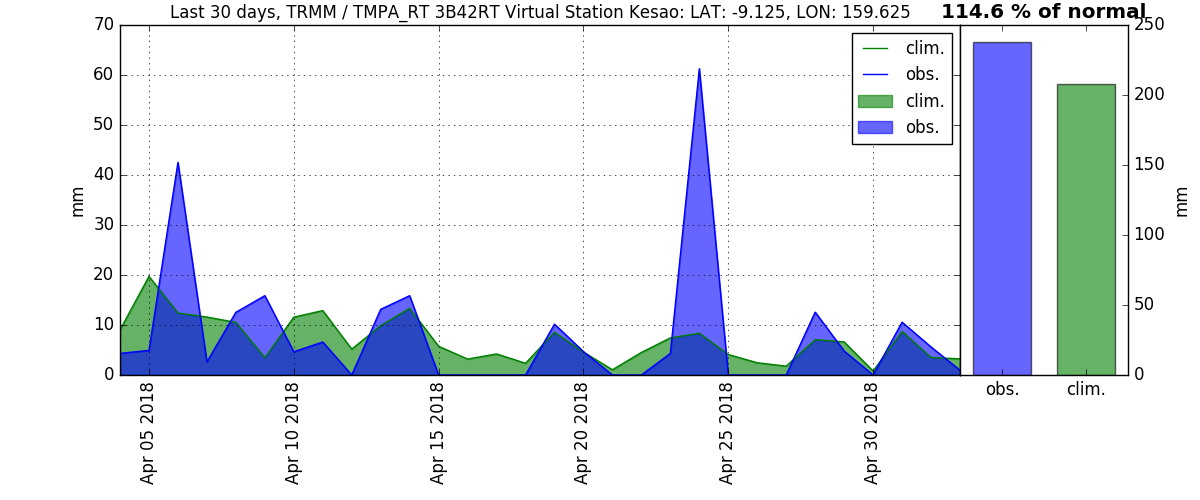 Last 30 days, TRMM / TMPA_RT 3B42RT Virtual Station Kesao: LAT: -9.125, LON: 159.625
114.6 % of normal
70
60
50
40
30
20
10
0
mm
clim.
obs.
clim.
obs.
250
200
150
100
50
0
mm
obs.
clim.
Apr 05 2018
Apr 10 2018
Apr 15 2018
Apr 20 2018
Apr 25 2018
Apr 30 2018